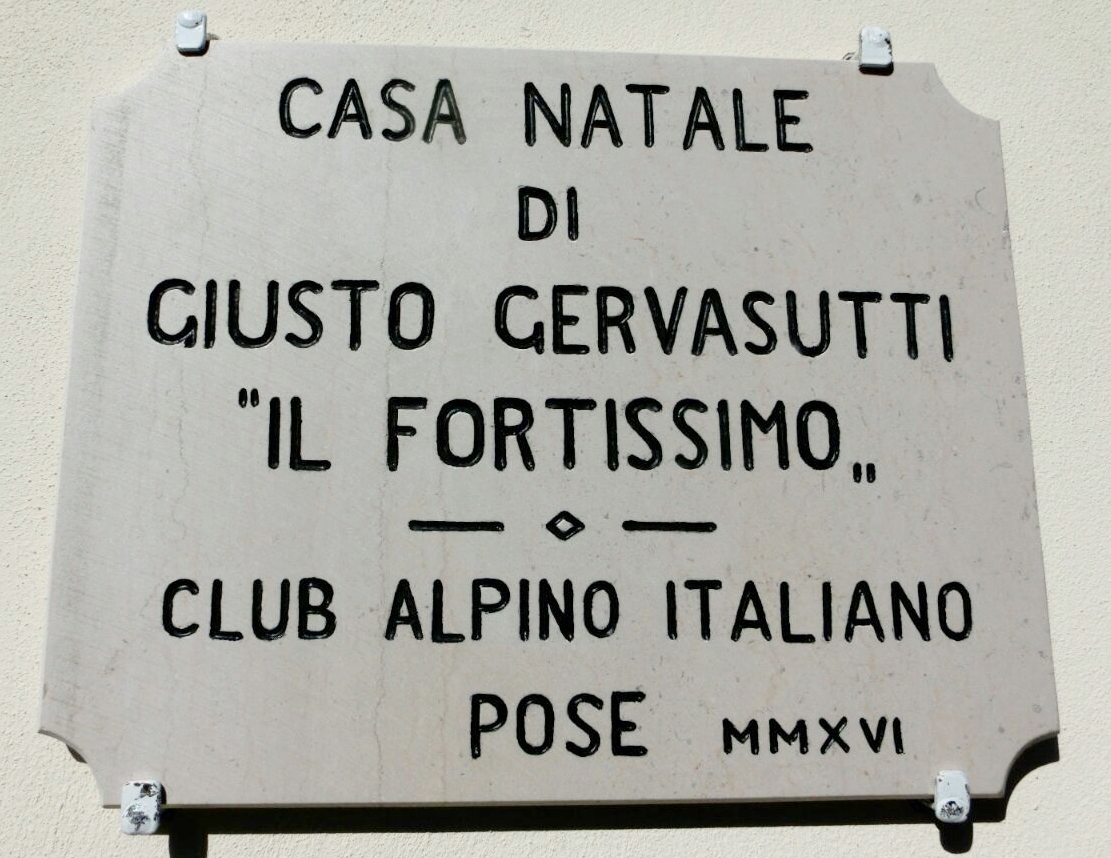 CASA NATALE
DI
GIUSTO GERVASUTTI
"IL FORTISSIMO„
CLUB ALPINO ITALIANO
POSE MMXVI